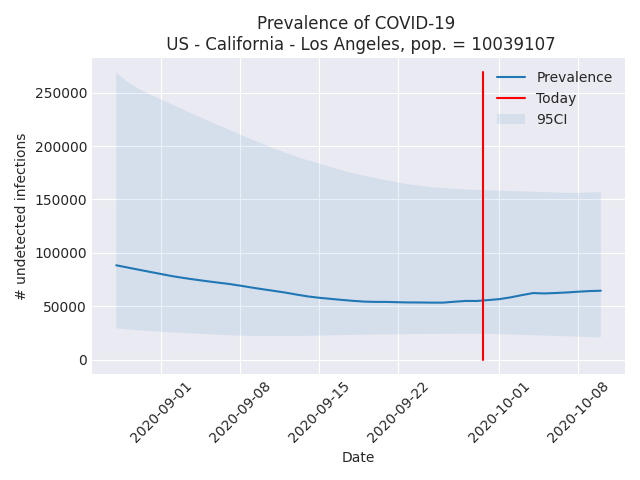 Prevalence of COVID-19
US - California - Los Angeles, pop. = 10039107
Prevalence
Today
95CI
# undetected infections
250000
200000
150000
100000
50000
0
2020-09-01
2020-09-08
2020-09-15
2020-09-22
2020-10-01
2020-10-08
Date